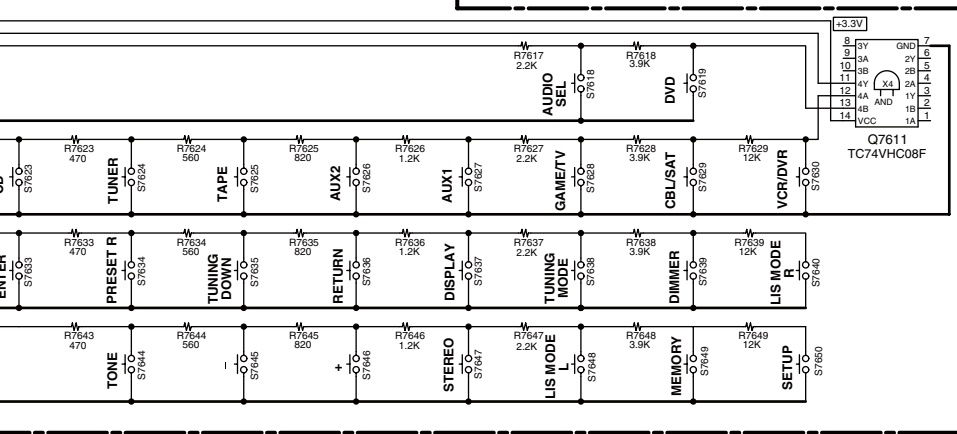 +3.3V
R7617
2.2K
R7618
3.9K
AUDIO
SEL
S7618
DVD
S7619
8 3Y
9 3A
10 3B
11 4Y
12 4A
13 4B
14 VCC
GND 7
2Y 6
2B 5
2A 4
1Y 3
1B 2
1A 1
X4
AND
Q7611
TC74VHC08F
R7623
470
R7624
560
R7625
820
R7626
1.2K
R7627
2.2K
R7628
3.9K
R7629
12K
S7623
TUNER
S7624
TAPE
S7625
AUX2
S7626
AUX1
S7627
GAME/TV
S7628
CBL/SAT
S7629
VCR/DVR
S7630
R7633
470
R7634
560
R7635
820
R7636
1.2K
R7637
2.2K
R7638
3.9K
R7639
12K
ENTER
S7633
PRESET R
S7634
TUNING
DOWN
S7635
RETURN
S7636
DISPLAY
S7637
TUNING
MODE
S7638
DIMMER
S7639
LIS MODE
R
S7640
R7643
470
R7644
560
R7645
820
R7646
1.2K
R7647
2.2K
R7648
3.9K
R7649
12K
TONE
S7644
–
S7645
+
S7646
STEREO
S7647
LIS MODE
L
S7648
MEMORY
S7649
SETUP
S7650